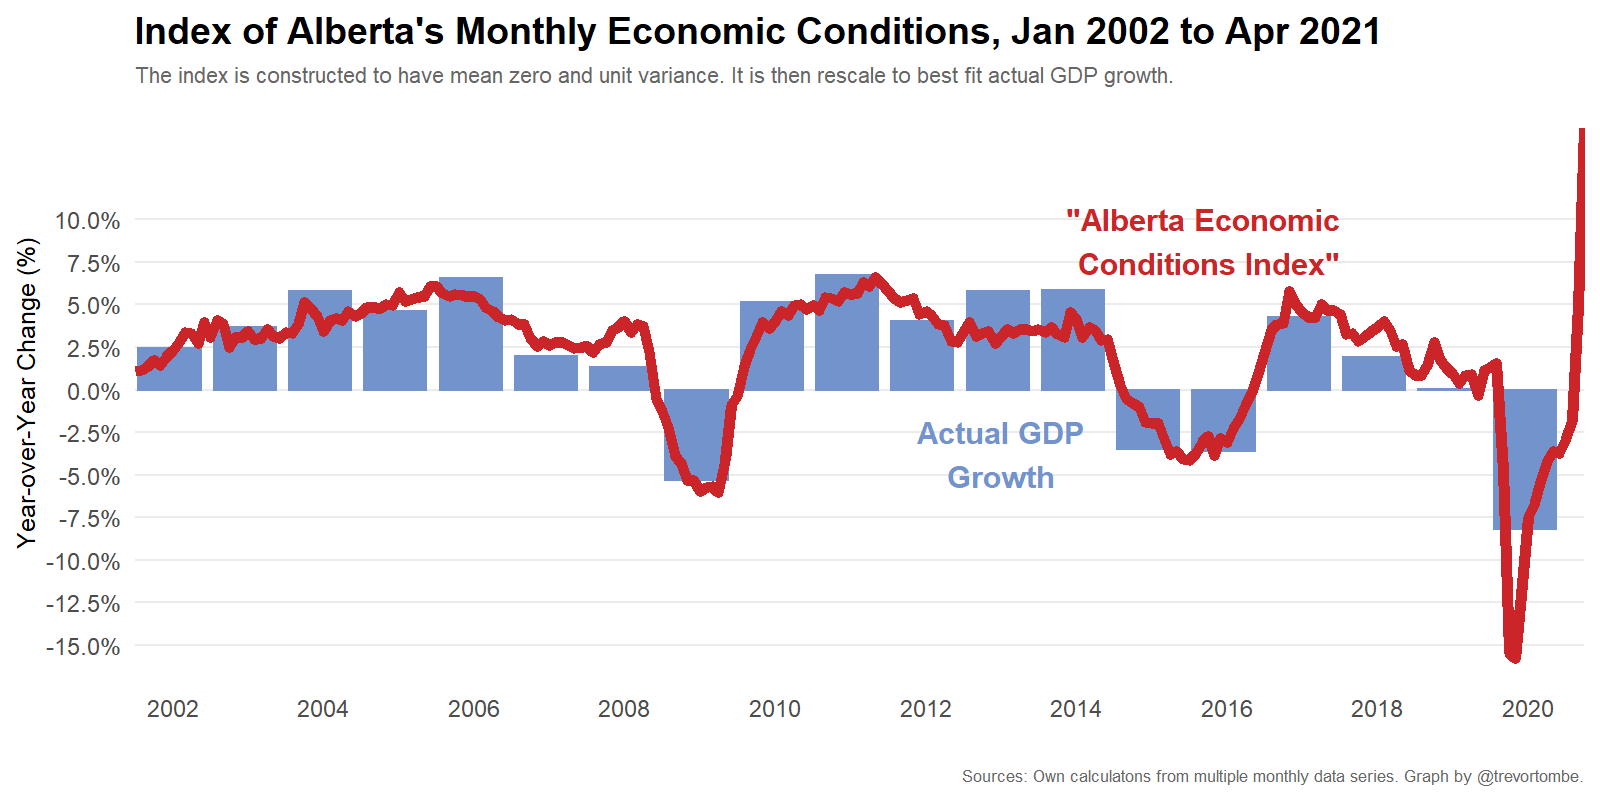 Index of Alberta's Monthly Economic Conditions, Jan 2002 to Apr 2021
The index is constructed to have mean zero and unit variance. It is then rescale to best fit actual GDP growth.
Year-over-Year Change (%)
10.0%
7.5%
5.0%
2.5%
0.0%
-2.5%
-5.0%
-7.5%
-10.0%
-12.5%
-15.0%
"Alberta Economic
Conditions Index"
Actual GDP
Growth
2002 2004 2006 2008 2010 2012 2014 2016 2018 2020
Sources: Own calculatons from multiple monthly data series. Graph by @trevortombe.